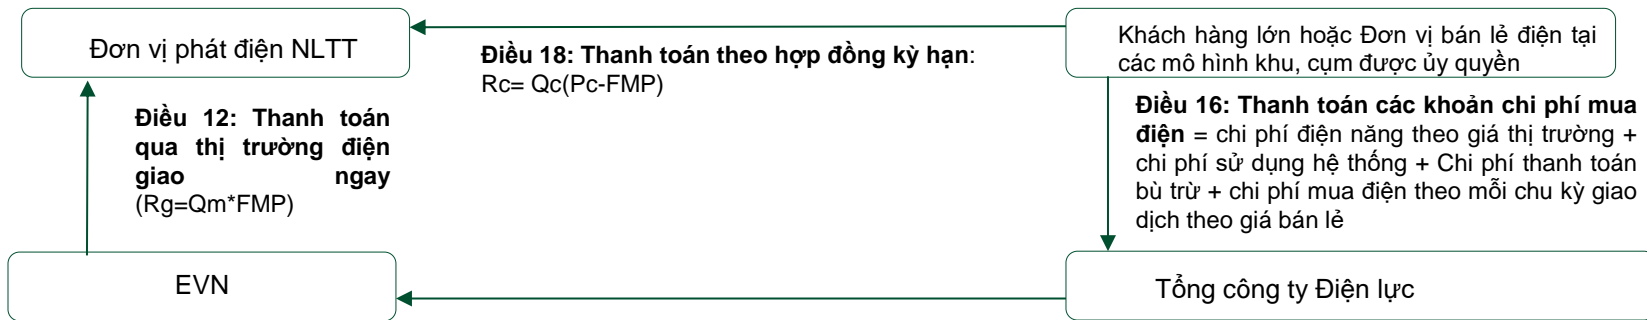 Đơn vị phát điện NLTT
Điều 18: Thanh toán theo hợp đồng kỳ hạn:
Rc= Qc(Pc-FMP)
Khách hàng lớn hoặc Đơn vị bán lẻ điện tại
các mô hình khu, cụm được ủy quyền
Điều 12: Thanh toán
qua thị trường điện
giao ngay
(Rg=Qm*FMP)
Điều 16: Thanh toán các khoản chi phí mua
điện = chi phí điện năng theo giá thị trường +
chi phí sử dụng hệ thống + Chi phí thanh toán
bù trừ + chi phí mua điện theo mỗi chu kỳ giao
dịch theo giá bán lẻ
EVN
Tổng công ty Điện lực